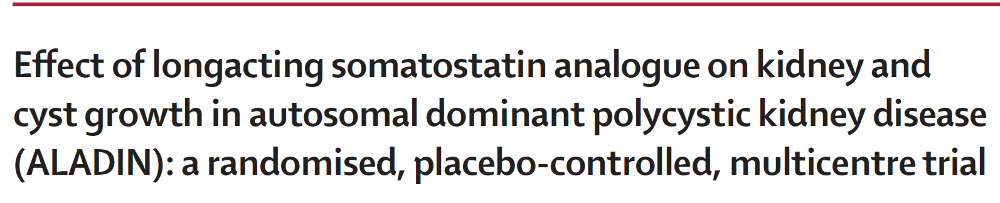 Effect of longacting somatostatin analogue on kidney and
cyst growth in autosomal dominant polycystic kidney disease
(ALADIN): a randomised, placebo-controlled, multicentre trial